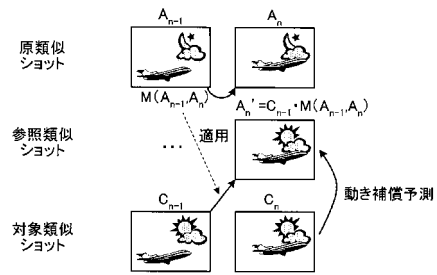 A_{n-1}
A_n
原類似
ショット
M(A_{n-1},A_n)
A_n'=C_{n-1}・M(A_{n-1},A_n)
参照類似
ショット
...
適用
動き補償予測
C_{n-1}
C_n
対象類似
ショット